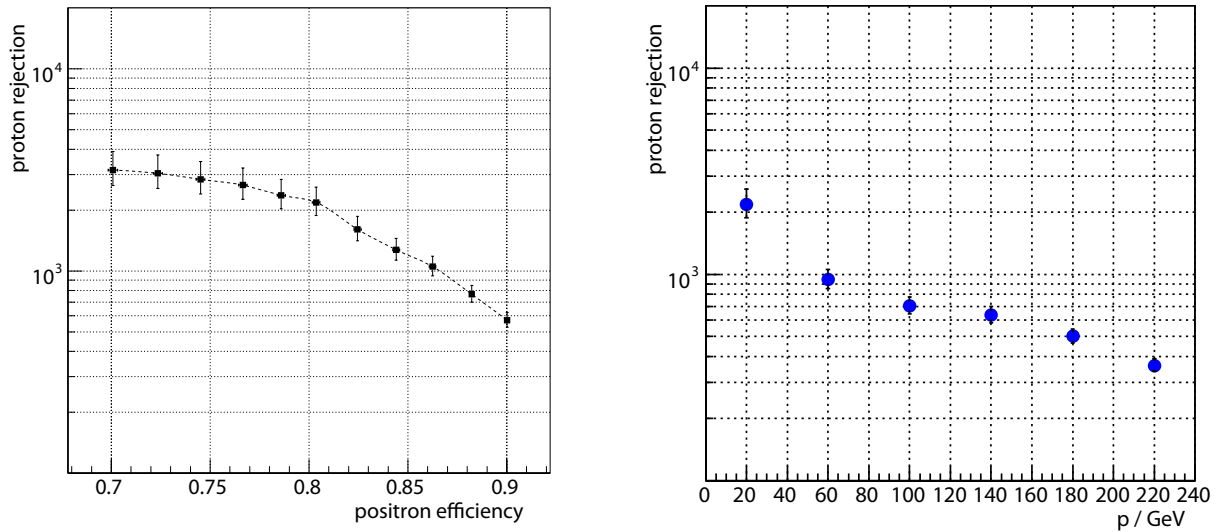 proton rejection
10^4
10^3
0.7 0.75 0.8 0.85 0.9
positron efficiency
proton rejection
10^4
10^3
0 20 40 60 80 100 120 140 160 180 200 220 240
p / GeV